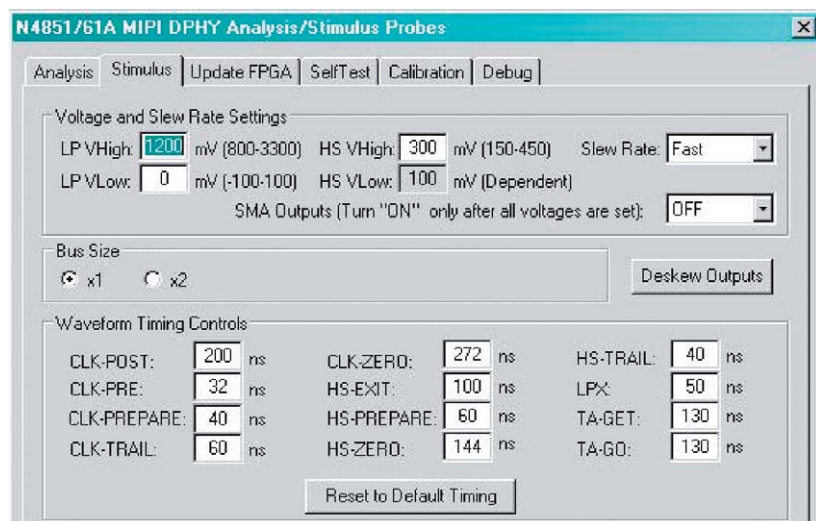 N4851/61A MIPI DPHY Analysis/Stimulus Probes
Analysis Stimulus Update FPGA SelfTest Calibration Debug
Voltage and Slew Rate Settings
LP VHigh: 1200 mV (800-3300) HS VHigh: 300 mV (150-450) Slew Rate: Fast
LP VLow: 0 mV (-100-100) HS VLow: 100 mV (Dependent)
SMA Outputs (Turn "ON" only after all voltages are set): OFF
Bus Size
x1 x2
Deskew Outputs
Waveform Timing Controls
CLK-POST: 200 ns CLK-ZERO: 272 ns HS-TRAIL: 40 ns
CLK-PRE: 32 ns HS-EXIT: 100 ns LPX: 50 ns
CLK-PREPARE: 40 ns HS-PREPARE: 60 ns TA-GET: 130 ns
CLK-TRAIL: 60 ns HS-ZERO: 144 ns TA-GO: 130 ns
Reset to Default Timing